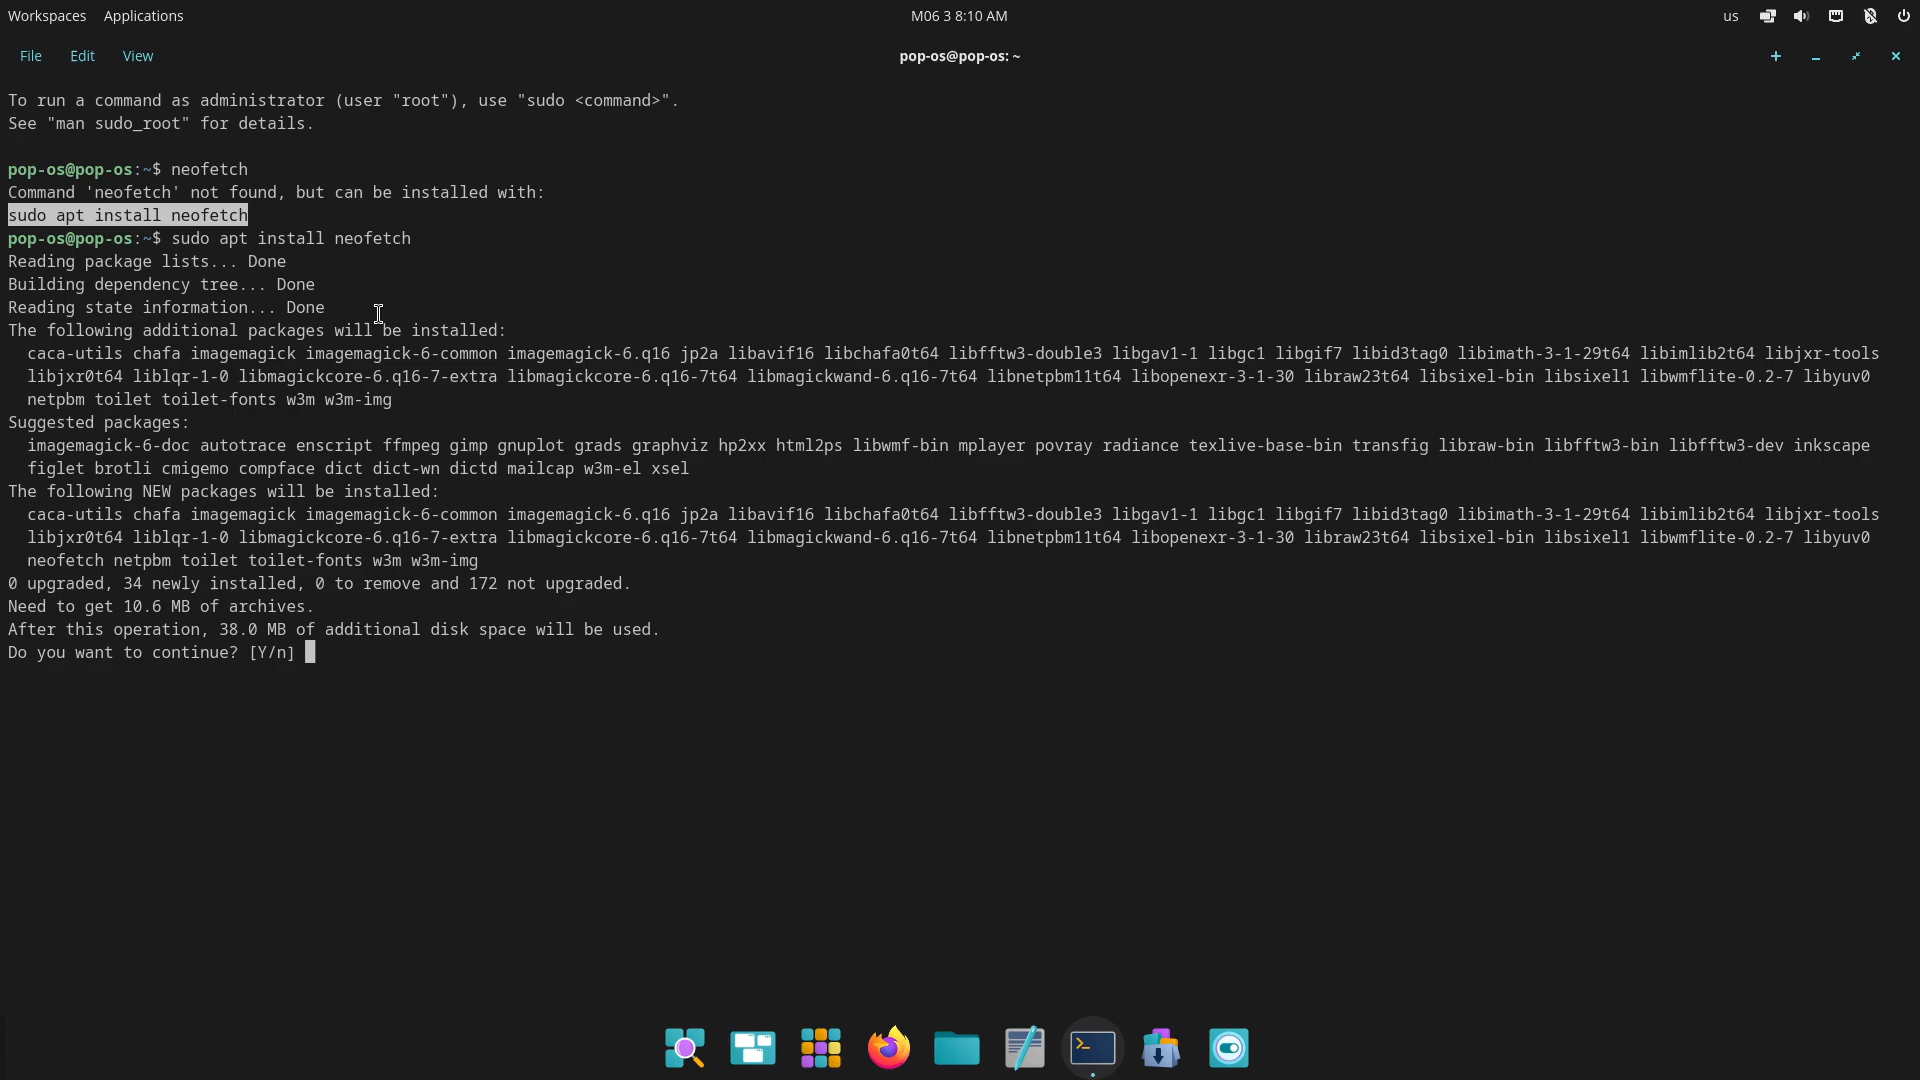 Workspaces Applications M06 3 8:10 AM us
File Edit View pop-os@pop-os: ~
To run a command as administrator (user "root"), use "sudo <command>".
See "man sudo_root" for details.
pop-os@pop-os:~$ neofetch
Command 'neofetch' not found, but can be installed with:
sudo apt install neofetch
pop-os@pop-os:~$ sudo apt install neofetch
Reading package lists... Done
Building dependency tree... Done
Reading state information... Done
The following additional packages will be installed:
caca-utils chafa imagemagick imagemagick-6-common imagemagick-6.q16 jp2a libavif16 libchafa0t64 libfftw3-double3 libgav1-1 libgc1 libgif7 libid3tag0 libimath-3-1-29t64 libimlib2t64 libjxr-tools
libjxr0t64 liblqr-1-0 libmagickcore-6.q16-7-extra libmagickcore-6.q16-7t64 libmagickwand-6.q16-7t64 libnetpbm11t64 libopenexr-3-1-30 libraw23t64 libsixel-bin libsixel1 libwmflite-0.2-7 libyuv0
netpbm toilet toilet-fonts w3m w3m-img
Suggested packages:
imagemagick-6-doc autotrace enscript ffmpeg gimp gnuplot grads graphviz hp2xx html2ps libwmf-bin mplayer povray radiance texlive-base-bin transfig libraw-bin libfftw3-bin libfftw3-dev inkscape
figlet brotli cmigemo compface dict dict-wn dictd mailcap w3m-el xsel
The following NEW packages will be installed:
caca-utils chafa imagemagick imagemagick-6-common imagemagick-6.q16 jp2a libavif16 libchafa0t64 libfftw3-double3 libgav1-1 libgc1 libgif7 libid3tag0 libimath-3-1-29t64 libimlib2t64 libjxr-tools
libjxr0t64 liblqr-1-0 libmagickcore-6.q16-7-extra libmagickcore-6.q16-7t64 libmagickwand-6.q16-7t64 libnetpbm11t64 libopenexr-3-1-30 libraw23t64 libsixel-bin libsixel1 libwmflite-0.2-7 libyuv0
neofetch netpbm toilet toilet-fonts w3m w3m-img
0 upgraded, 34 newly installed, 0 to remove and 172 not upgraded.
Need to get 10.6 MB of archives.
After this operation, 38.0 MB of additional disk space will be used.
Do you want to continue? [Y/n]